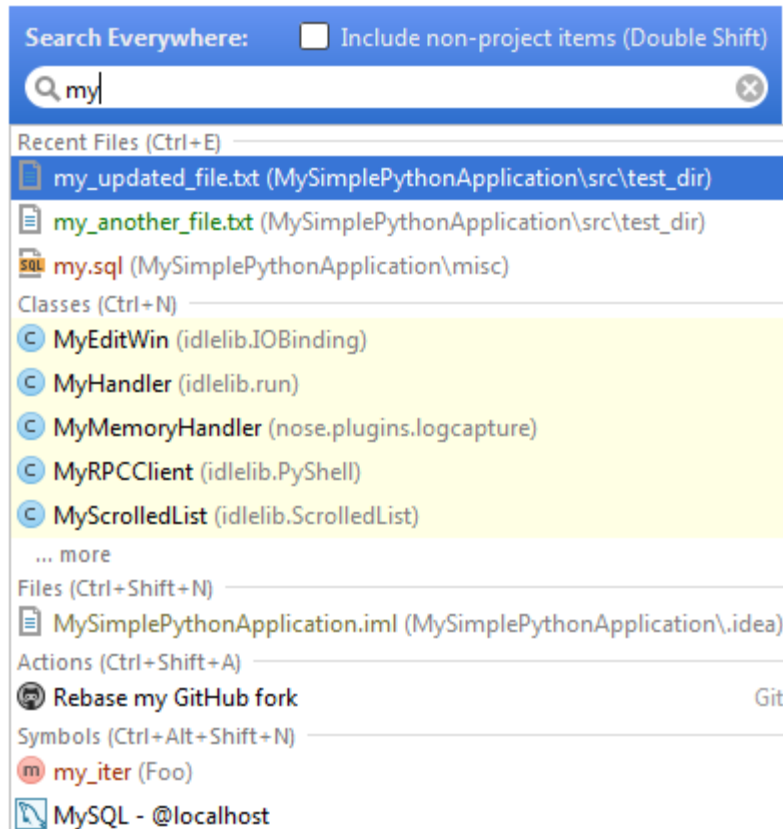 Search Everywhere: Include non-project items (Double Shift)
my
Recent Files (Ctrl+E)
my_updated_file.txt (MySimplePythonApplication\src\test_dir)
my_another_file.txt (MySimplePythonApplication\src\test_dir)
SQL my.sql (MySimplePythonApplication\misc)
Classes (Ctrl+N)
C MyEditWin (idlelib.IOBinding)
C MyHandler (idlelib.run)
C MyMemoryHandler (nose.plugins.logcapture)
C MyRPCClient (idlelib.PyShell)
C MyScrolledList (idlelib.ScrolledList)
... more
Files (Ctrl+Shift+N)
MySimplePythonApplication.iml (MySimplePythonApplication\.idea)
Actions (Ctrl+Shift+A)
Rebase my GitHub fork Git
Symbols (Ctrl+Alt+Shift+N)
m my_iter (Foo)
MySQL - @localhost